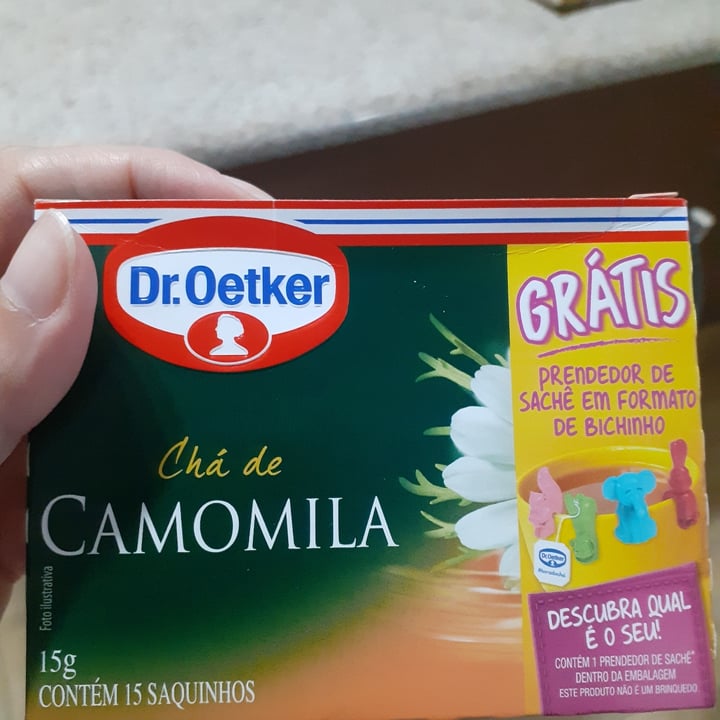 Dr.Oetker
Chá de
CAMOMILA
Foto ilustrativa
15g
CONTÉM 15 SAQUINHOS
GRÁTIS
PRENDEDOR DE
SACHÊ EM FORMATO
DE BICHINHO
Dr.Oetker
DESCUBRA QUAL
É O SEU!
CONTÉM 1 PRENDEDOR DE SACHÊ*
DENTRO DA EMBALAGEM
ESTE PRODUTO NÃO É UM BRINQUEDO